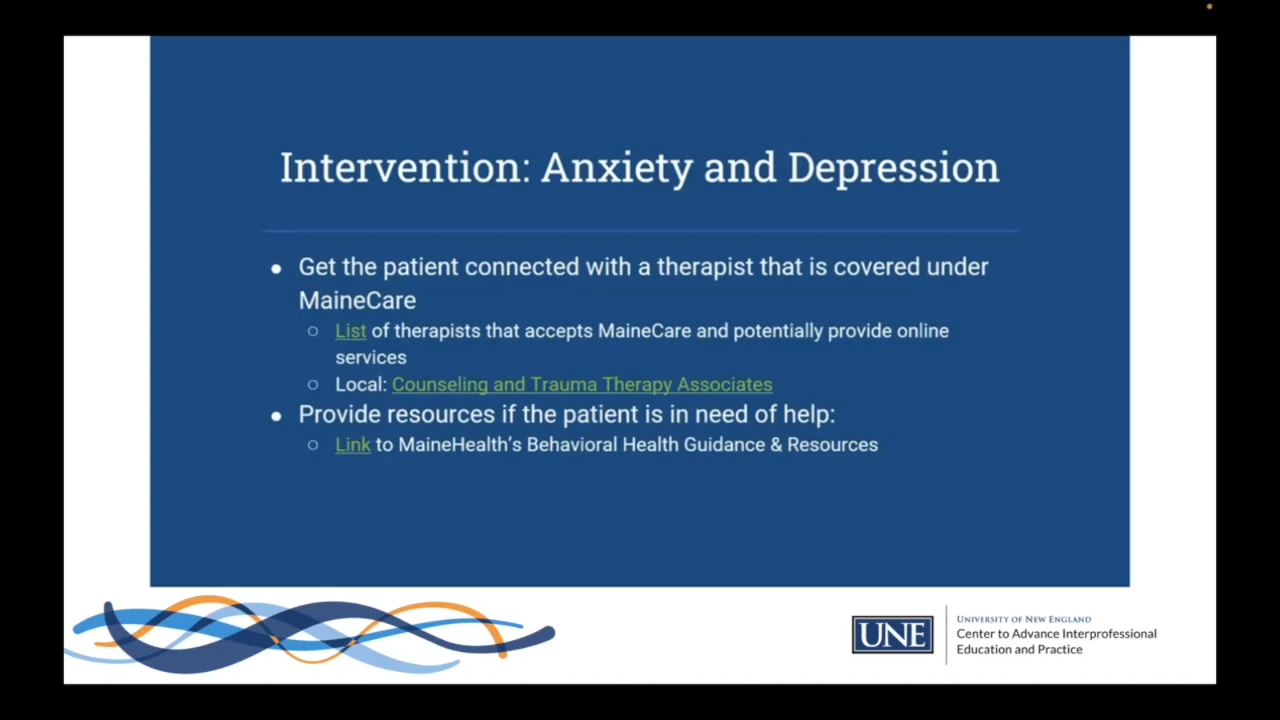 Intervention: Anxiety and Depression
● Get the patient connected with a therapist that is covered under
MaineCare
○ List of therapists that accepts MaineCare and potentially provide online
services
○ Local: Counseling and Trauma Therapy Associates
● Provide resources if the patient is in need of help:
○ Link to MaineHealth’s Behavioral Health Guidance & Resources
UNE
UNIVERSITY OF NEW ENGLAND
Center to Advance Interprofessional
Education and Practice